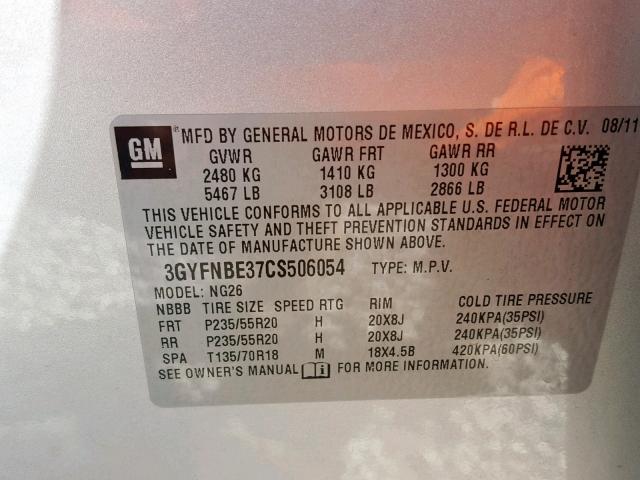 GM ® MFD BY GENERAL MOTORS DE MEXICO, S. DE R.L. DE C.V. 08/11
GVWR GAWR FRT GAWR RR
2480 KG 1410 KG 1300 KG
5467 LB 3108 LB 2866 LB
THIS VEHICLE CONFORMS TO ALL APPLICABLE U.S. FEDERAL MOTOR
VEHICLE SAFETY AND THEFT PREVENTION STANDARDS IN EFFECT ON
THE DATE OF MANUFACTURE SHOWN ABOVE.
3GYFNBE37CS506054 TYPE: M.P.V.
MODEL: NG26
NBBB TIRE SIZE SPEED RTG RIM COLD TIRE PRESSURE
FRT P235/55R20 H 20X8J 240KPA(35PSI)
RR P235/55R20 H 20X8J 240KPA(35PSI)
SPA T135/70R18 M 18X4.5B 420KPA(60PSI)
SEE OWNER'S MANUAL i FOR MORE INFORMATION.